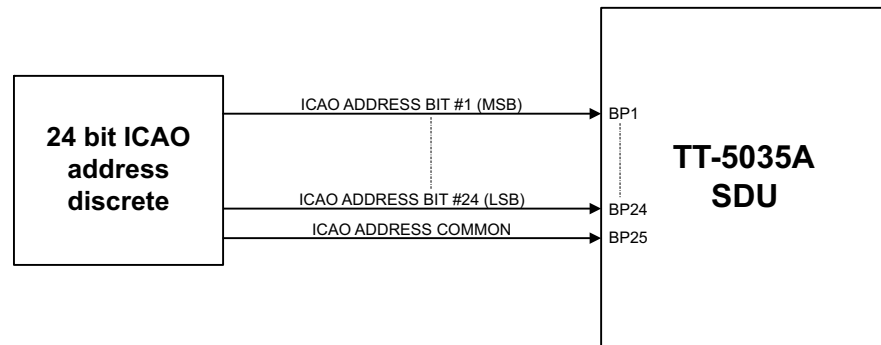 ICAO ADDRESS BIT #1 (MSB)
BP1
24 bit ICAO
address
discrete
TT-5035A
SDU
ICAO ADDRESS BIT #24 (LSB)
BP24
ICAO ADDRESS COMMON
BP25